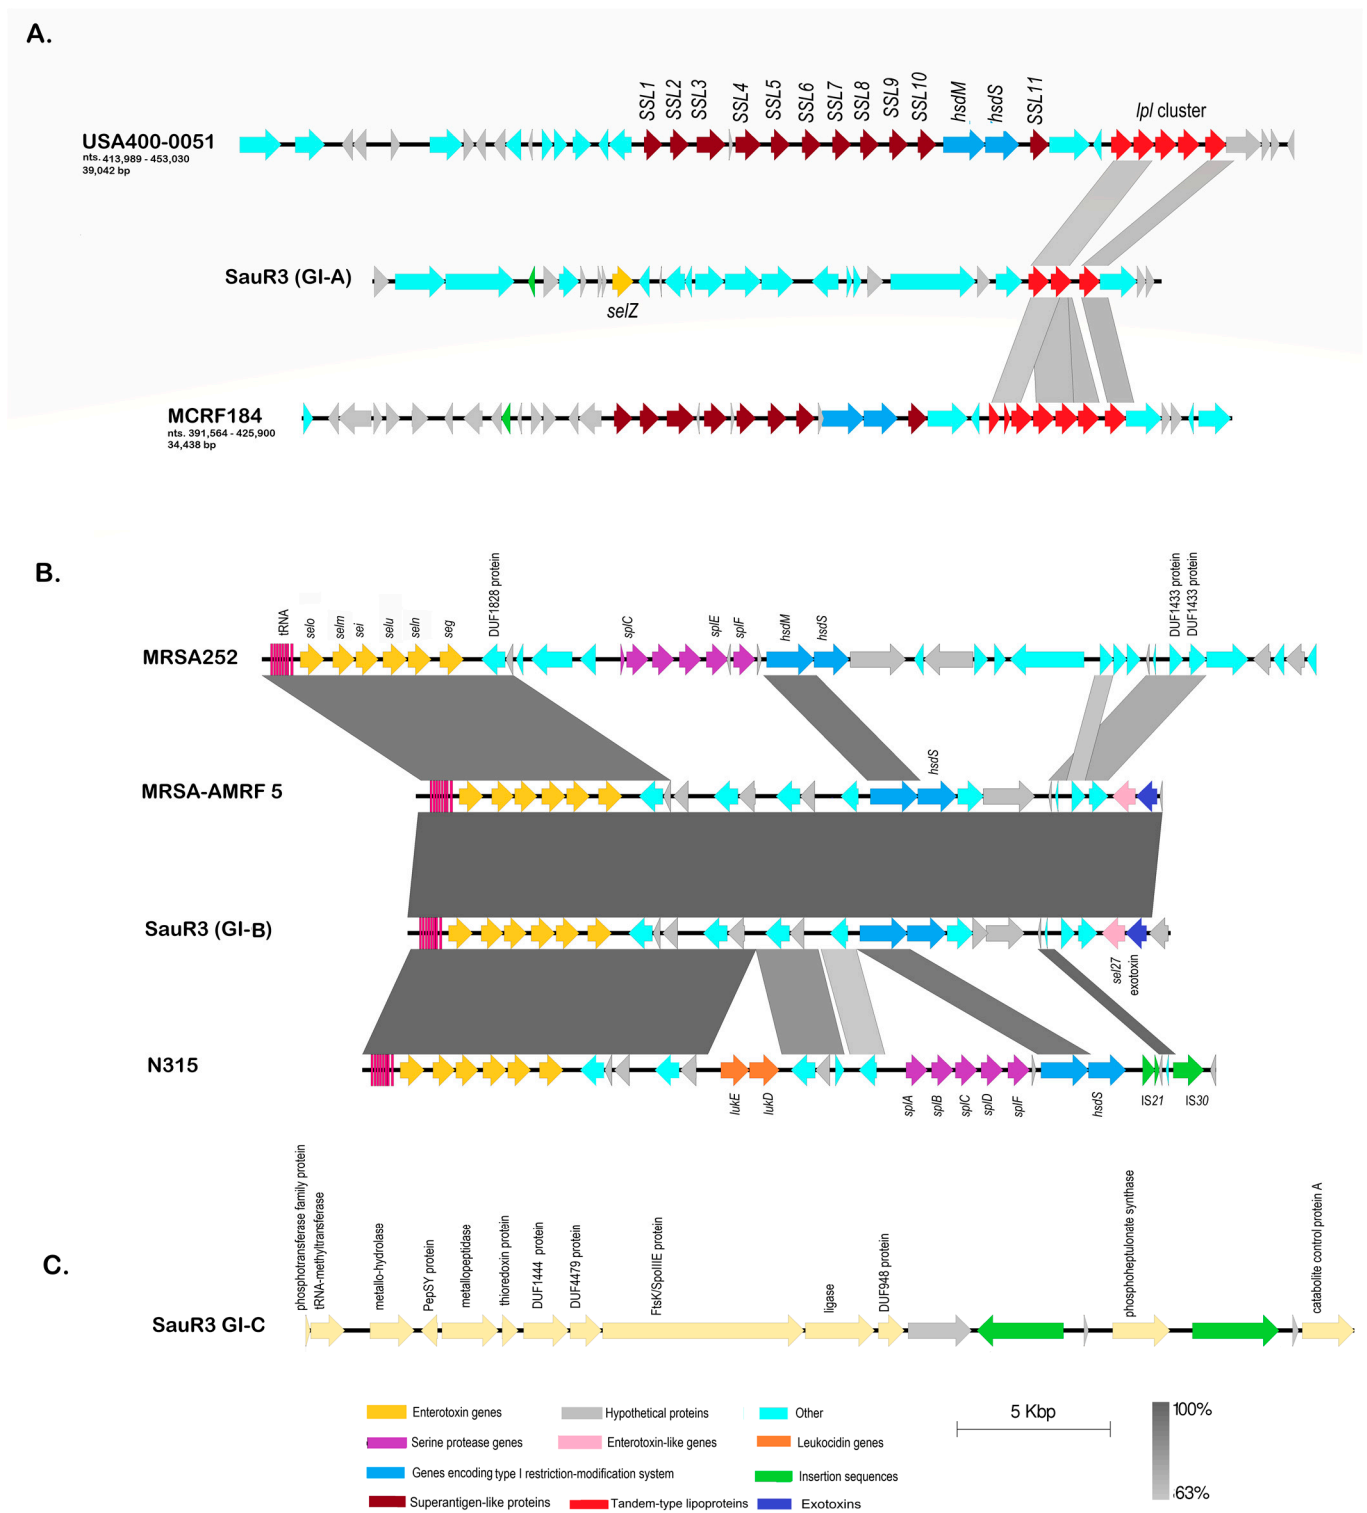 A.
SSL1 SSL2 SSL3 SSL4 SSL5 SSL6 SSL7 SSL8 SSL9 SSL10 hsdM hsdS SSL11
lpl cluster
USA400-0051
nts. 413,989 - 453,030
39,042 bp
SauR3 (GI-A)
selZ
MCRF184
nts. 391,564 - 425,900
34,438 bp
B.
tRNA selo selm sei selu seln seg DUF1828 protein splC splE splF hsdM hsdS DUF1433 protein DUF1433 protein
MRSA252
hsdS
MRSA-AMRF 5
SauR3 (GI-B)
sel27 exotoxin
N315
lukE lukD splA splB splC splD splF hsdS IS21 IS30
C.
phosphotransferase family protein tRNA-methyltransferase metallo-hydrolase PepSY protein metallopeptidase thioredoxin protein DUF1444 protein DUF4479 protein FtsK/SpoIIIE protein ligase DUF948 protein phosphoheptulonate synthase catabolite control protein A
SauR3 GI-C
Enterotoxin genes Hypothetical proteins Other
Serine protease genes Enterotoxin-like genes Leukocidin genes
Genes encoding type I restriction-modification system Insertion sequences
Superantigen-like proteins Tandem-type lipoproteins Exotoxins
5 Kbp
100%
63%